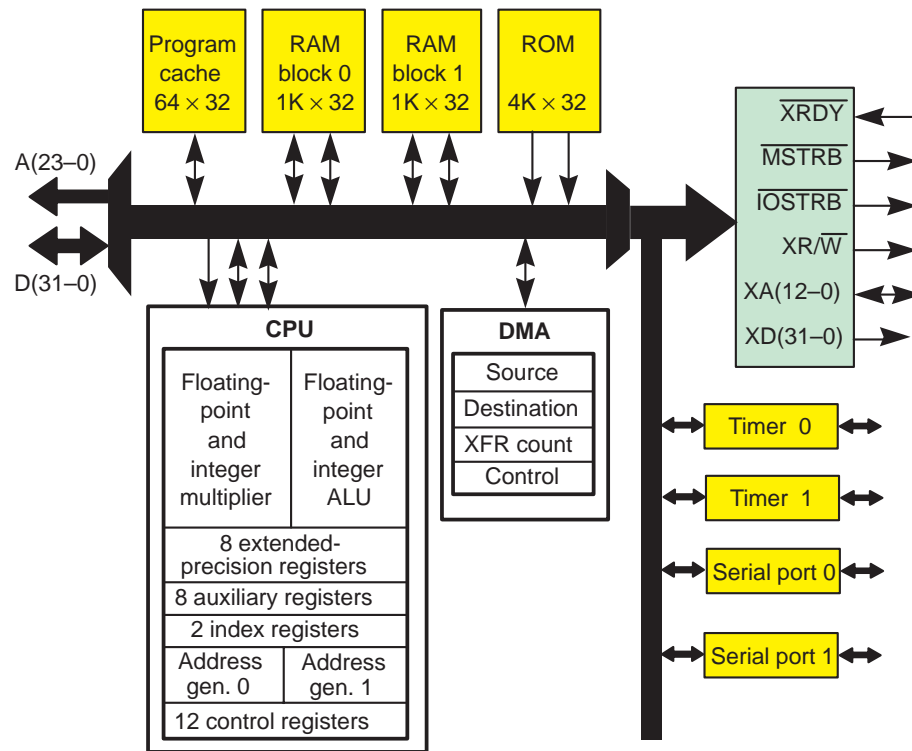 Program
cache
64 × 32
RAM
block 0
1K × 32
RAM
block 1
1K × 32
ROM
4K × 32
A(23–0)
D(31–0)
XRDY
MSTRB
IOSTRB
XR/W
XA(12–0)
XD(31–0)
CPU
Floating-
point
and
integer
multiplier
Floating-
point
and
integer
ALU
8 extended-
precision registers
8 auxiliary registers
2 index registers
Address
gen. 0
Address
gen. 1
12 control registers
DMA
Source
Destination
XFR count
Control
Timer 0
Timer 1
Serial port 0
Serial port 1